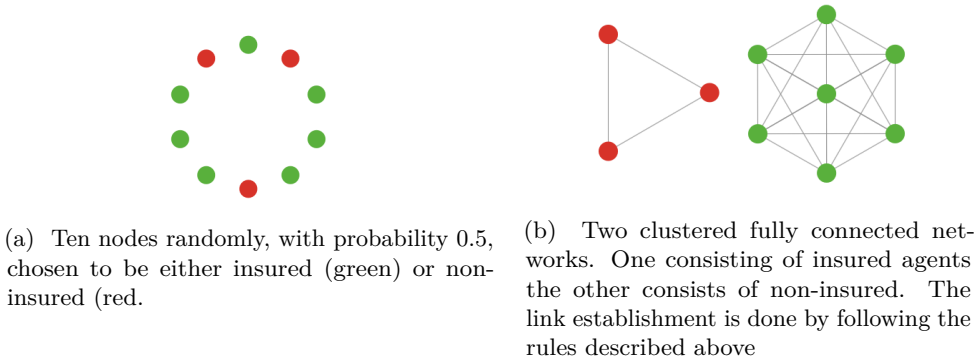 (a) Ten nodes randomly, with probability 0.5,
chosen to be either insured (green) or non-
insured (red.
(b) Two clustered fully connected net-
works. One consisting of insured agents
the other consists of non-insured. The
link establishment is done by following the
rules described above